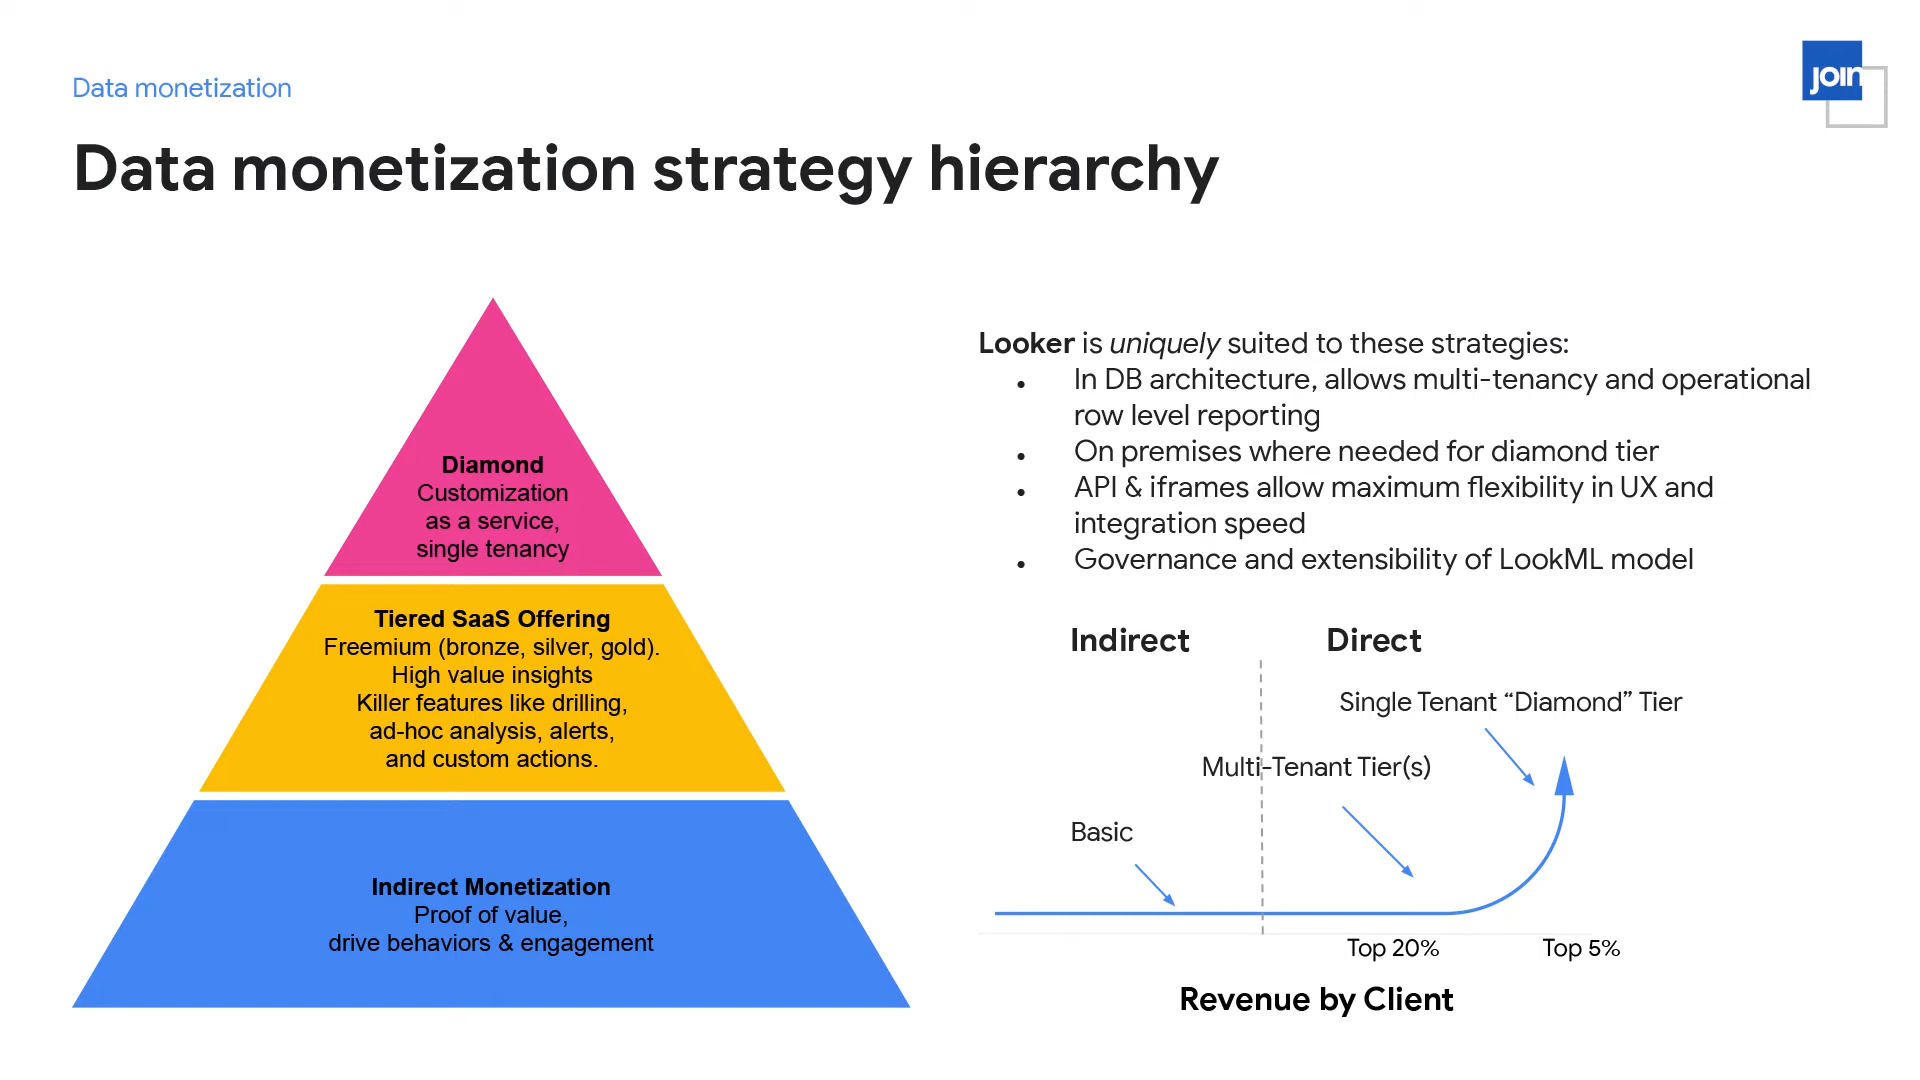 Data monetization
join
Data monetization strategy hierarchy
Diamond
Customization
as a service,
single tenancy
Tiered SaaS Offering
Freemium (bronze, silver, gold).
High value insights
Killer features like drilling,
ad-hoc analysis, alerts,
and custom actions.
Indirect Monetization
Proof of value,
drive behaviors & engagement
Looker is uniquely suited to these strategies:
• In DB architecture, allows multi-tenancy and operational
row level reporting
• On premises where needed for diamond tier
• API & iframes allow maximum flexibility in UX and
integration speed
• Governance and extensibility of LookML model
Indirect
Direct
Single Tenant “Diamond” Tier
Multi-Tenant Tier(s)
Basic
Top 20%
Top 5%
Revenue by Client